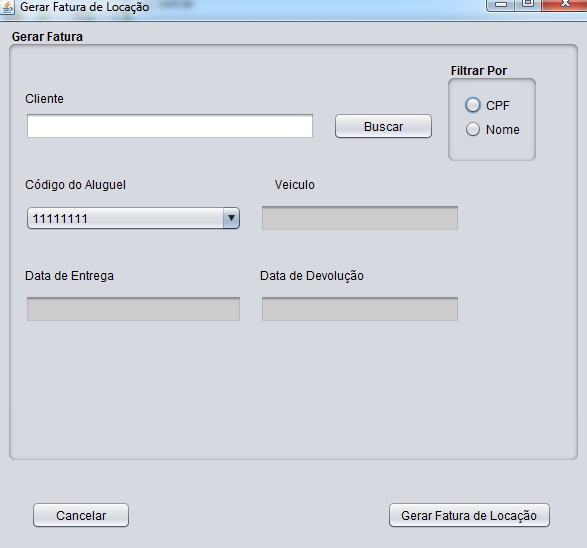 Gerar Fatura de Locação
Gerar Fatura
Filtrar Por
Cliente
CPF
Buscar
Nome
Código do Aluguel
Veiculo
11111111
Data de Entrega
Data de Devolução
Cancelar
Gerar Fatura de Locação